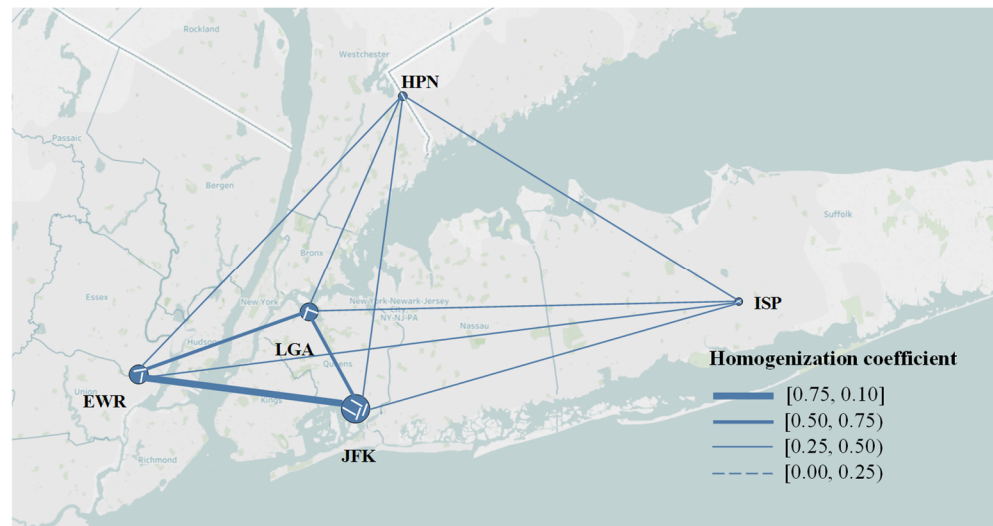 Rockland
Westchester
HPN
Passaic
Bergen
Suffolk
Bronx
Essex
New York
New York-Newark-Jersey
City,
NY-NJ-PA
ISP
Nassau
Hudson
LGA
Queens
Homogenization coefficient
Union
EWR
Kings
[0.75, 0.10]
[0.50, 0.75)
JFK
[0.25, 0.50)
Richmond
[0.00, 0.25)